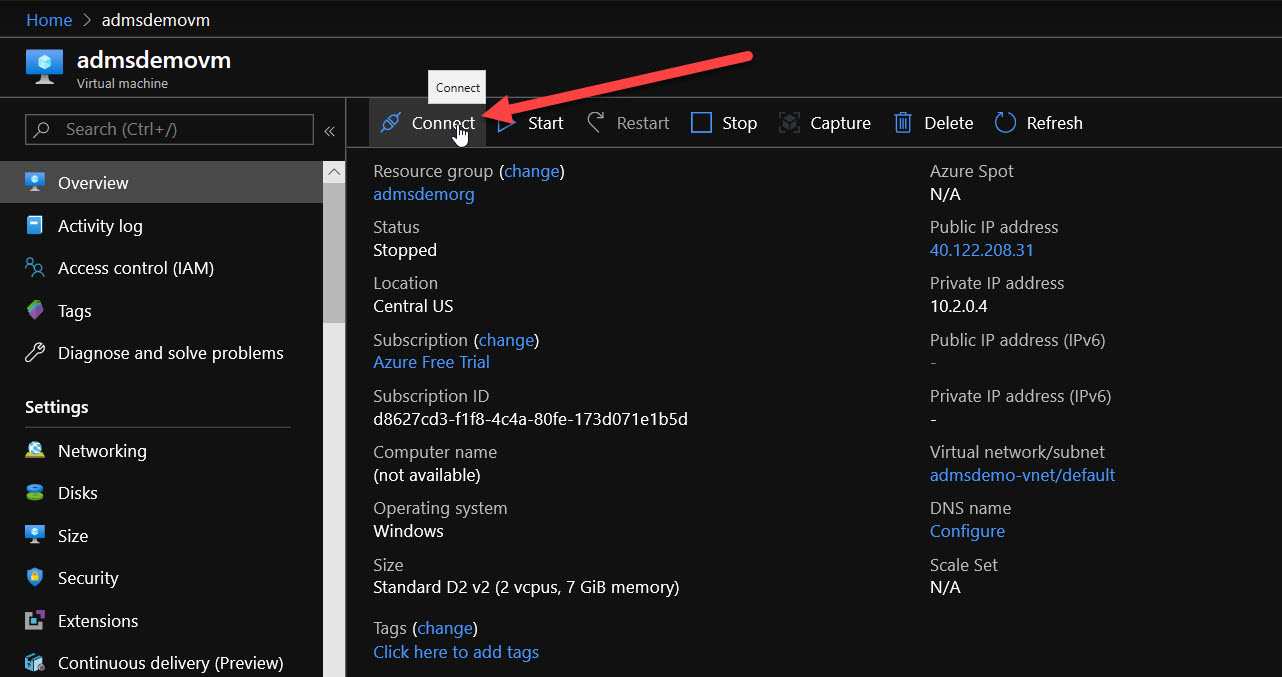 Home > admsdemovm
admsdemovm
Virtual machine
Connect
Search (Ctrl+/)
«
Connect
Start
Restart
Stop
Capture
Delete
Refresh
Overview
Activity log
Access control (IAM)
Tags
Diagnose and solve problems
Settings
Networking
Disks
Size
Security
Extensions
Continuous delivery (Preview)
Resource group (change)
admsdemorg
Status
Stopped
Location
Central US
Subscription (change)
Azure Free Trial
Subscription ID
d8627cd3-f1f8-4c4a-80fe-173d071e1b5d
Computer name
(not available)
Operating system
Windows
Size
Standard D2 v2 (2 vcpus, 7 GiB memory)
Tags (change)
Click here to add tags
Azure Spot
N/A
Public IP address
40.122.208.31
Private IP address
10.2.0.4
Public IP address (IPv6)
-
Private IP address (IPv6)
-
Virtual network/subnet
admsdemo-vnet/default
DNS name
Configure
Scale Set
N/A